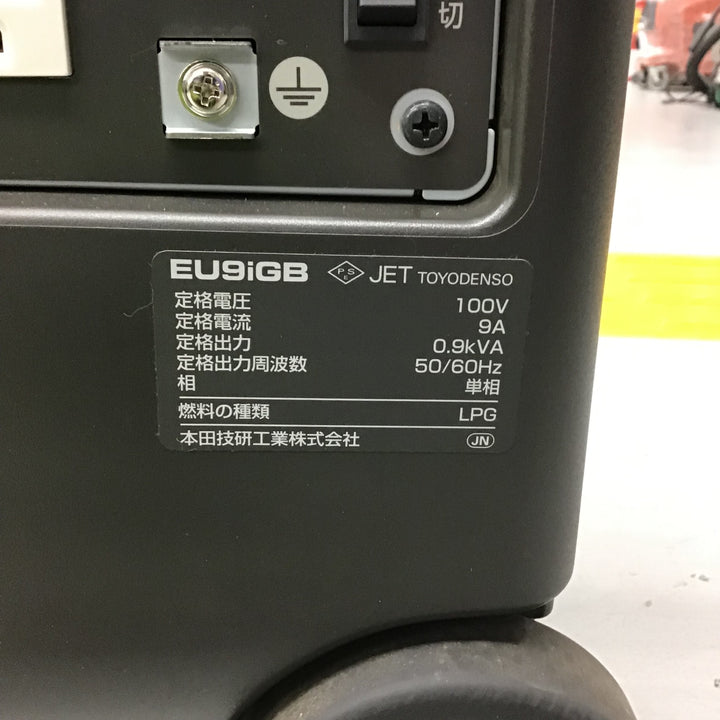 切
EU9iGB PSE JET TOYODENSO
定格電圧 100V
定格電流 9A
定格出力 0.9kVA
定格出力周波数 50/60Hz
相 単相
燃料の種類 LPG
本田技研工業株式会社 JN